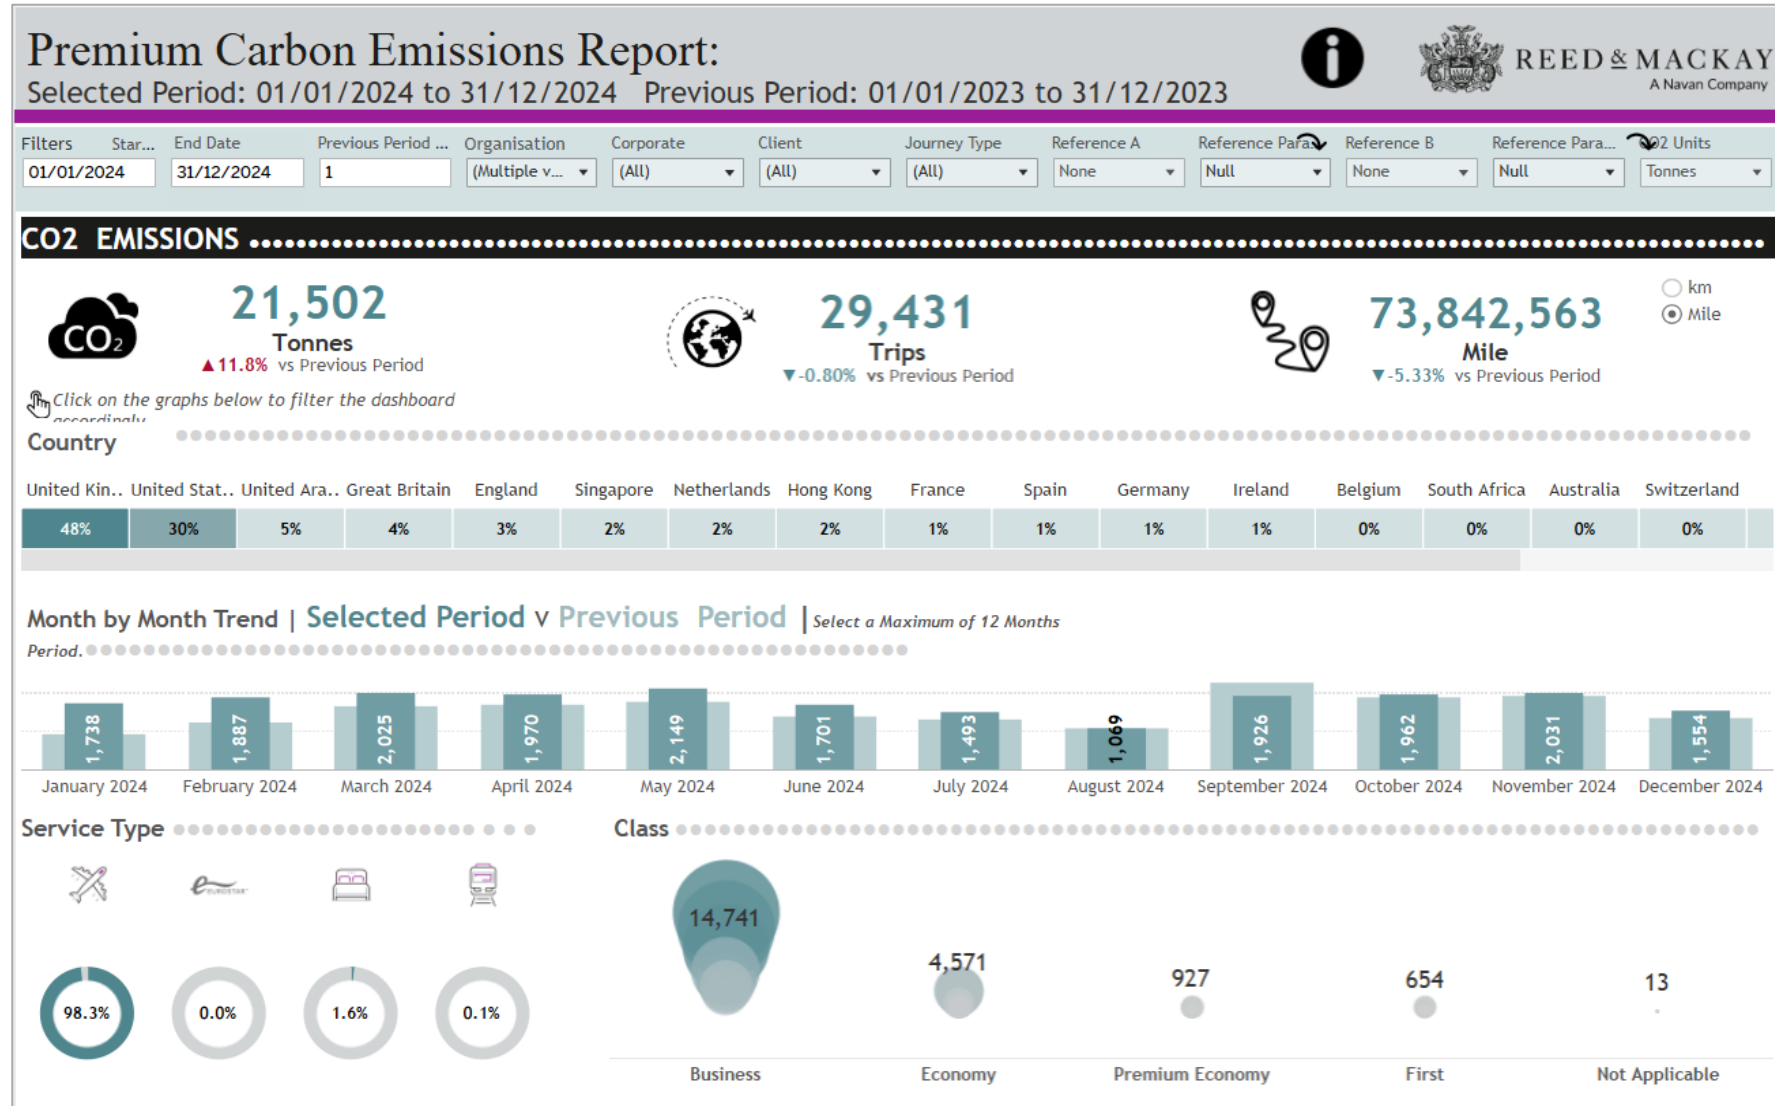 Premium Carbon Emissions Report:
Selected Period: 01/01/2024 to 31/12/2024 Previous Period: 01/01/2023 to 31/12/2023
i
REED & MACKAY
A Navan Company
Filters Star... End Date Previous Period ... Organisation Corporate Client Journey Type Reference A Reference Para... Reference B Reference Para... CO2 Units
01/01/2024 31/12/2024 1 (Multiple v... (All) (All) (All) None Null None Null Tonnes
CO2 EMISSIONS
CO2
21,502
Tonnes
▲11.8% vs Previous Period
29,431
Trips
▼-0.80% vs Previous Period
73,842,563
Mile
▼-5.33% vs Previous Period
km
Mile
Click on the graphs below to filter the dashboard
accordingly
Country
United Kin.. United Stat.. United Ara.. Great Britain England Singapore Netherlands Hong Kong France Spain Germany Ireland Belgium South Africa Australia Switzerland
48% 30% 5% 4% 3% 2% 2% 2% 1% 1% 1% 1% 0% 0% 0% 0%
Month by Month Trend | Selected Period v Previous Period | Select a Maximum of 12 Months
Period.
1,738 1,887 2,025 1,970 2,149 1,701 1,493 1,069 1,926 1,962 2,031 1,554
January 2024 February 2024 March 2024 April 2024 May 2024 June 2024 July 2024 August 2024 September 2024 October 2024 November 2024 December 2024
Service Type
EUROSTAR
98.3% 0.0% 1.6% 0.1%
Class
14,741 4,571 927 654 13
Business Economy Premium Economy First Not Applicable